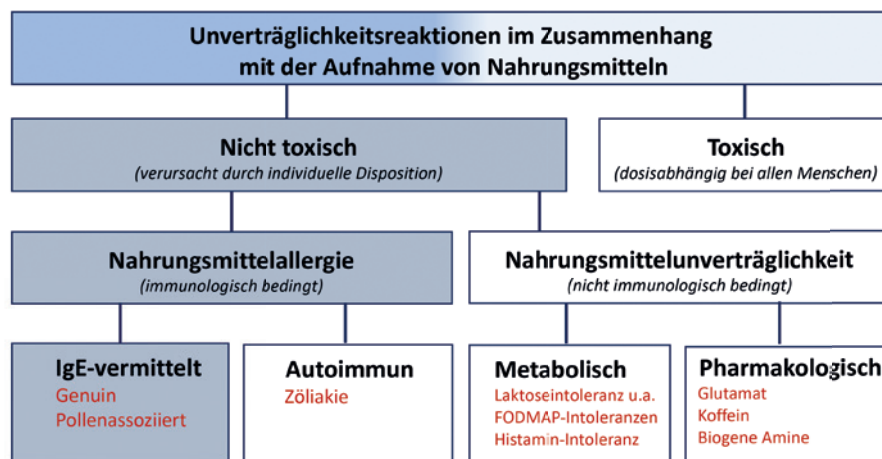 Unverträglichkeitsreaktionen im Zusammenhang
mit der Aufnahme von Nahrungsmitteln
Nicht toxisch
(verursacht durch individuelle Disposition)
Toxisch
(dosisabhängig bei allen Menschen)
Nahrungsmittelallergie
(immunologisch bedingt)
Nahrungsmittelunverträglichkeit
(nicht immunologisch bedingt)
IgE-vermittelt
Genuin
Pollenassoziiert
Autoimmun
Zöliakie
Metabolisch
Laktoseintoleranz u.a.
FODMAP-Intoleranzen
Histamin-Intoleranz
Pharmakologisch
Glutamat
Koffein
Biogene Amine